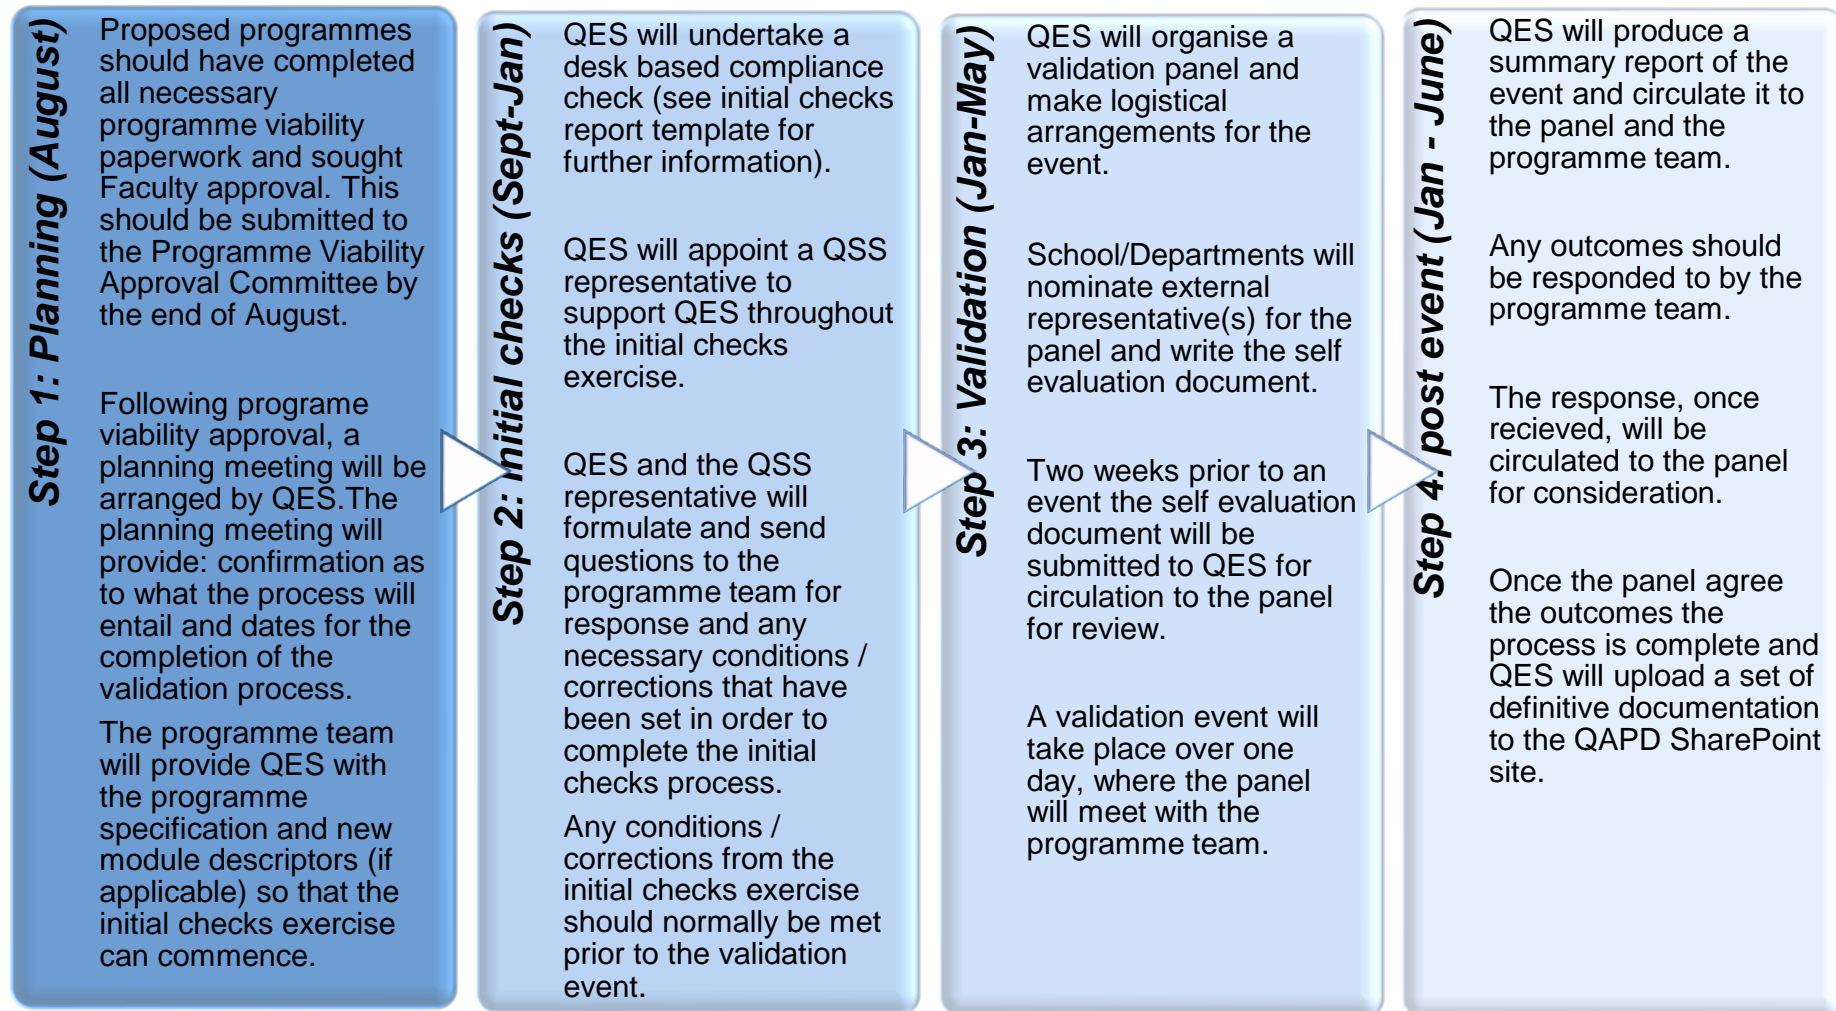 Step 1: Planning (August)
Proposed programmes
should have completed
all necessary
programme viability
paperwork and sought
Faculty approval. This
should be submitted to
the Programme Viability
Approval Committee by
the end of August.
Following programe
viability approval, a
planning meeting will be
arranged by QES.The
planning meeting will
provide: confirmation as
to what the process will
entail and dates for the
completion of the
validation process.
The programme team
will provide QES with
the programme
specification and new
module descriptors (if
applicable) so that the
initial checks exercise
can commence.
Step 2: Initial checks (Sept-Jan)
QES will undertake a
desk based compliance
check (see initial checks
report template for
further information).
QES will appoint a QSS
representative to
support QES throughout
the initial checks
exercise.
QES and the QSS
representative will
formulate and send
questions to the
programme team for
response and any
necessary conditions /
corrections that have
been set in order to
complete the initial
checks process.
Any conditions /
corrections from the
initial checks exercise
should normally be met
prior to the validation
event.
Step 3: Validation (Jan-May)
QES will organise a
validation panel and
make logistical
arrangements for the
event.
School/Departments will
nominate external
representative(s) for the
panel and write the self
evaluation document.
Two weeks prior to an
event the self evaluation
document will be
submitted to QES for
circulation to the panel
for review.
A validation event will
take place over one
day, where the panel
will meet with the
programme team.
Step 4: post event (Jan - June)
QES will produce a
summary report of the
event and circulate it to
the panel and the
programme team.
Any outcomes should
be responded to by the
programme team.
The response, once
recieved, will be
circulated to the panel
for consideration.
Once the panel agree
the outcomes the
process is complete and
QES will upload a set of
definitive documentation
to the QAPD SharePoint
site.